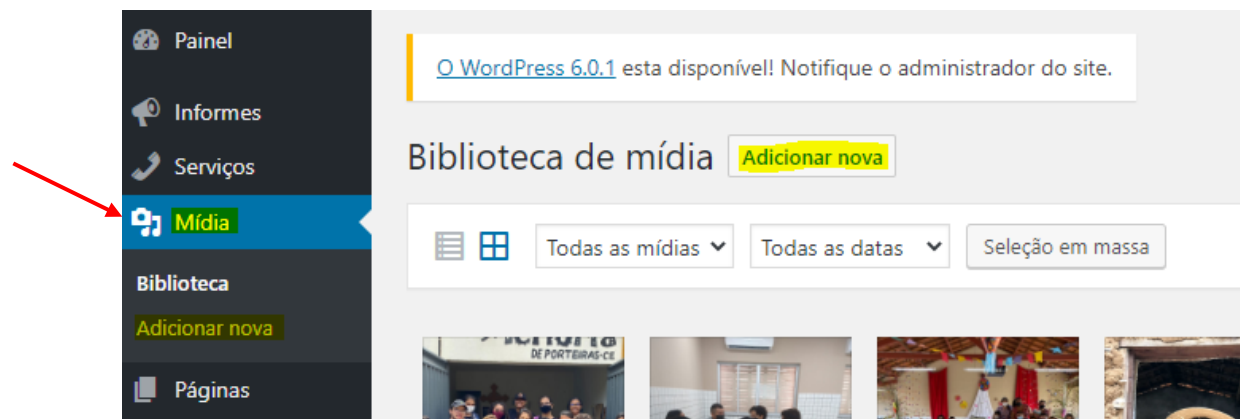 Painel
Informes
Serviços
Mídia
Biblioteca
Adicionar nova
Páginas
O WordPress 6.0.1 esta disponível! Notifique o administrador do site.
Biblioteca de mídia Adicionar nova
Todas as mídias Todas as datas Seleção em massa
DE PORTEIRAS-CE